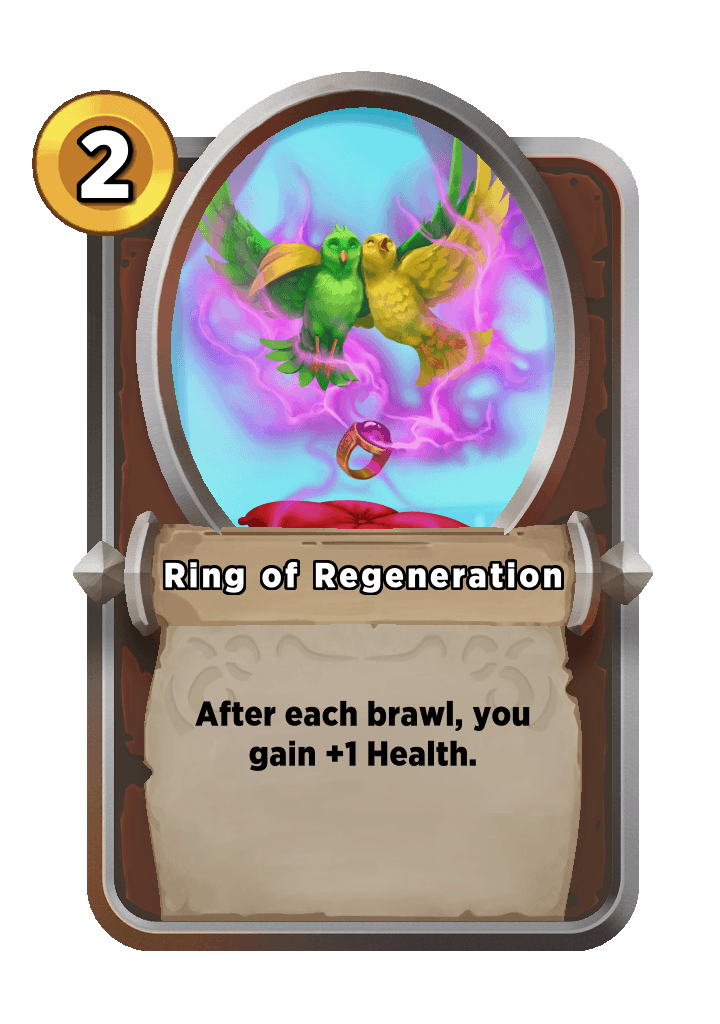 2
Ring of Regeneration
After each brawl, you
gain +1 Health.